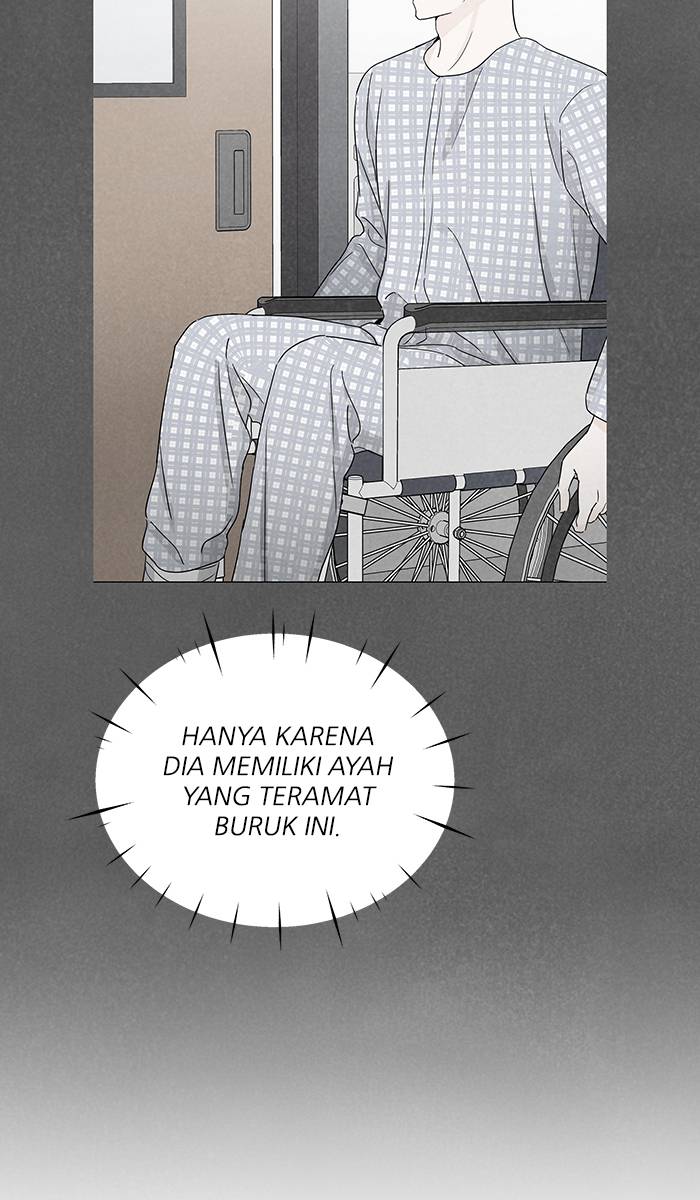 HANYA KARENA
DIA MEMILIKI AYAH
YANG TERAMAT
BURUK INI.